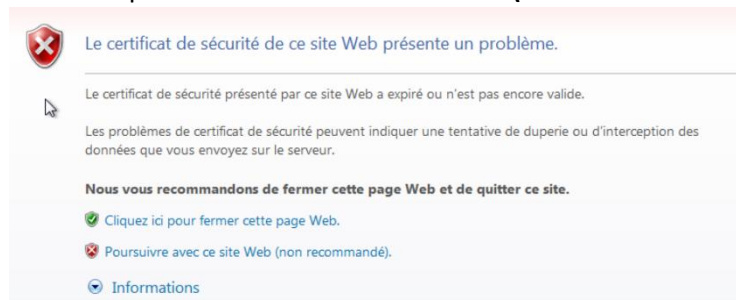 Le certificat de sécurité de ce site Web présente un problème.
Le certificat de sécurité présenté par ce site Web a expiré ou n'est pas encore valide.
Les problèmes de certificat de sécurité peuvent indiquer une tentative de duperie ou d'interception des
données que vous envoyez sur le serveur.
Nous vous recommandons de fermer cette page Web et de quitter ce site.
Cliquez ici pour fermer cette page Web.
Poursuivre avec ce site Web (non recommandé).
Informations